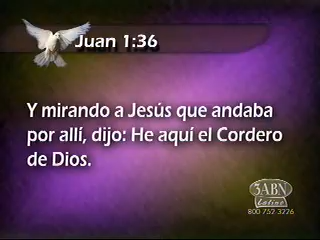 Juan 1:36
Y mirando a Jesús que andaba
por allí, dijo: He aquí el Cordero
de Dios.
3ABN
Latino
800 752.3226